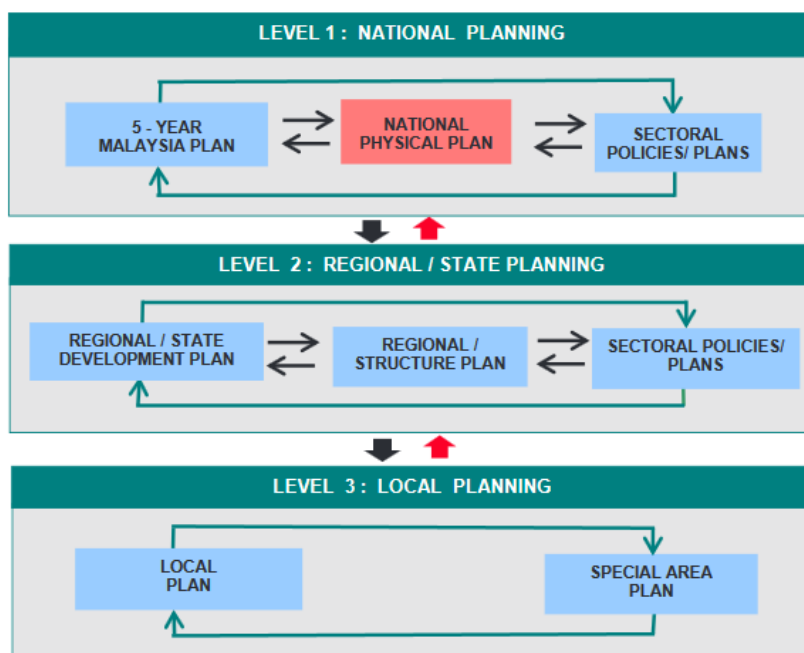 LEVEL 1 : NATIONAL PLANNING
5 - YEAR
MALAYSIA PLAN
NATIONAL
PHYSICAL PLAN
SECTORAL
POLICIES/ PLANS
LEVEL 2 : REGIONAL / STATE PLANNING
REGIONAL / STATE
DEVELOPMENT PLAN
REGIONAL /
STRUCTURE PLAN
SECTORAL POLICIES/
PLANS
LEVEL 3 : LOCAL PLANNING
LOCAL
PLAN
SPECIAL AREA
PLAN